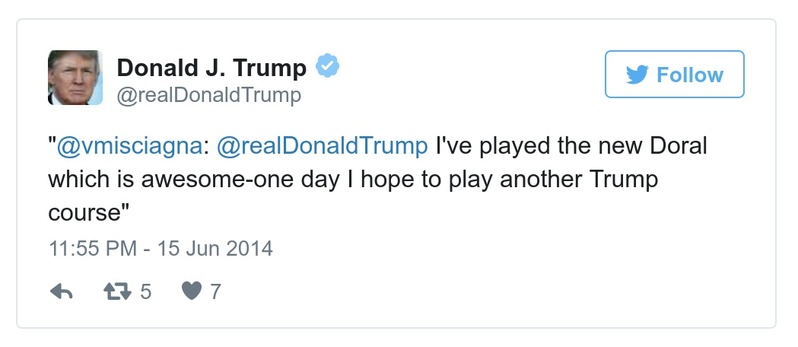 Donald J. Trump
@realDonaldTrump
Follow
"@vmisciagna: @realDonaldTrump I've played the new Doral
which is awesome-one day I hope to play another Trump
course"
11:55 PM - 15 Jun 2014
5 7